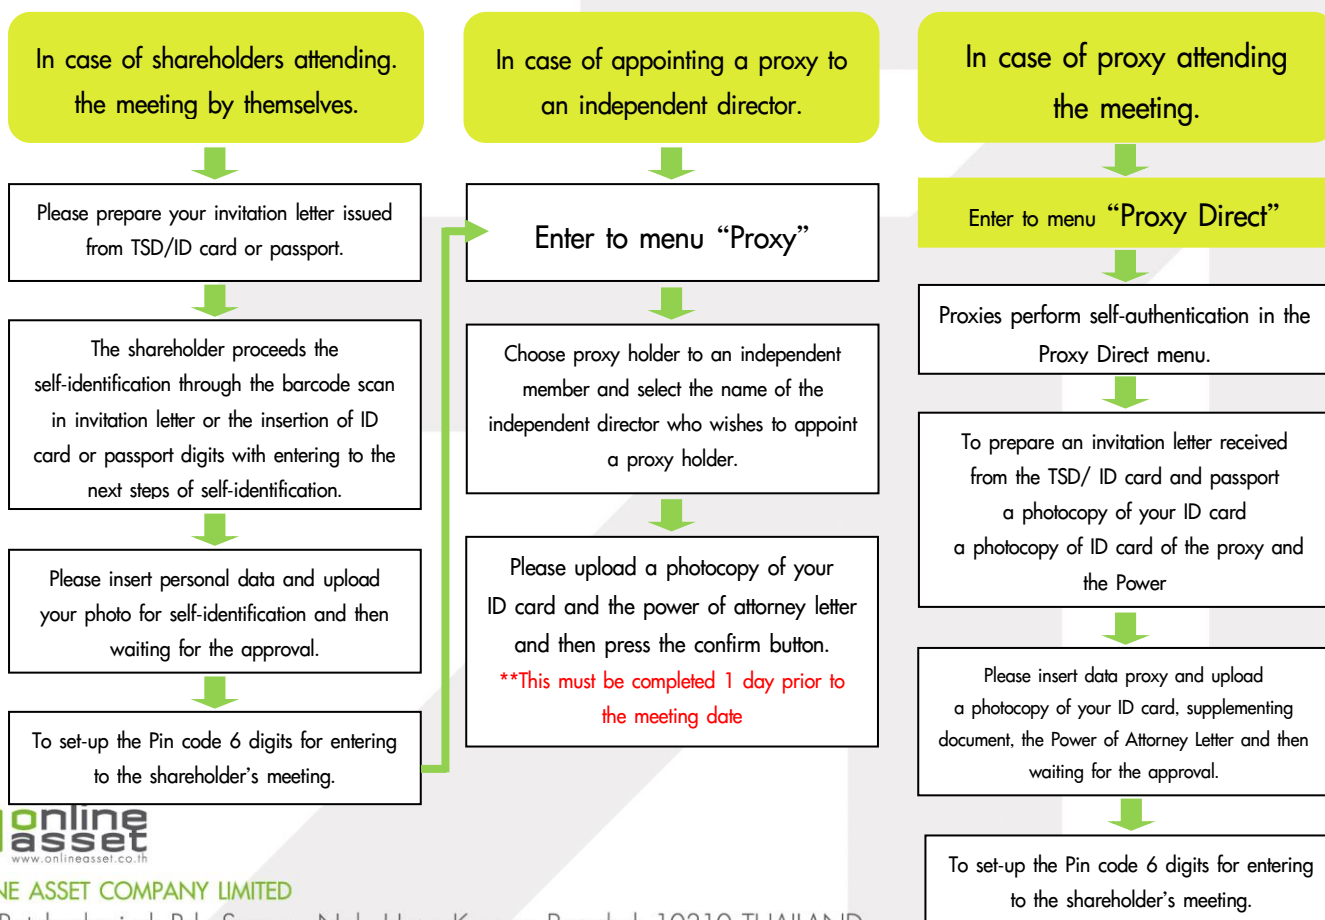 In case of shareholders attending.
the meeting by themselves.
Please prepare your invitation letter issued
from TSD/ID card or passport.
The shareholder proceeds the
self-identification through the barcode scan
in invitation letter or the insertion of ID
card or passport digits with entering to the
next steps of self-identification.
Please insert personal data and upload
your photo for self-identification and then
waiting for the approval.
To set-up the Pin code 6 digits for entering
to the shareholder's meeting.
In case of appointing a proxy to
an independent director.
Enter to menu “Proxy”
Choose proxy holder to an independent
member and select the name of the
independent director who wishes to appoint
a proxy holder.
Please upload a photocopy of your
ID card and the power of attorney letter
and then press the confirm button.
**This must be completed 1 day prior to
the meeting date
In case of proxy attending
the meeting.
Enter to menu “Proxy Direct”
Proxies perform self-authentication in the
Proxy Direct menu.
To prepare an invitation letter received
from the TSD/ ID card and passport
a photocopy of your ID card
a photocopy of ID card of the proxy and
the Power
Please insert data proxy and upload
a photocopy of your ID card, supplementing
document, the Power of Attorney Letter and then
waiting for the approval.
To set-up the Pin code 6 digits for entering
to the shareholder's meeting.
online
asset
www.onlineasset.co.th
NE ASSET COMPANY LIMITED
10310 THAILAND